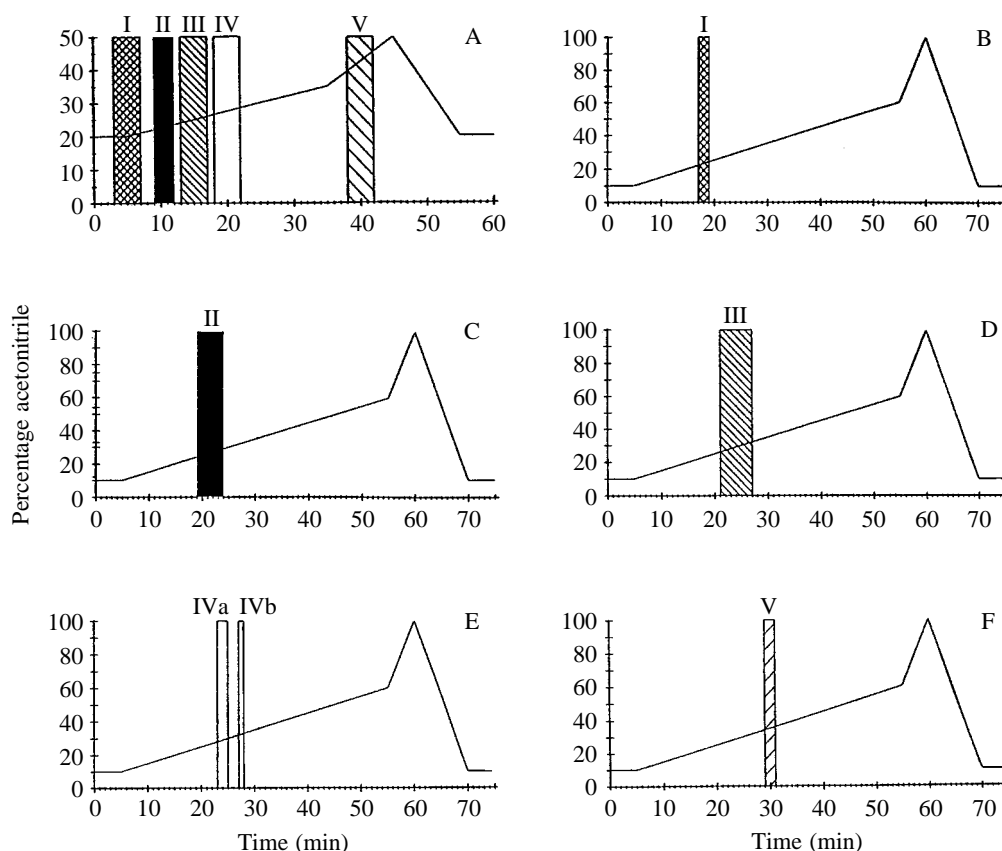 I II III IV V
A
50
40
30
20
10
0
0 10 20 30 40 50 60
I
B
100
80
60
40
20
0
0 10 20 30 40 50 60 70
II
C
100
80
60
40
20
0
0 10 20 30 40 50 60 70
III
D
100
80
60
40
20
0
0 10 20 30 40 50 60 70
IVa IVb
E
100
80
60
40
20
0
0 10 20 30 40 50 60 70
Time (min)
V
F
100
80
60
40
20
0
0 10 20 30 40 50 60 70
Time (min)
Percentage acetonitrile